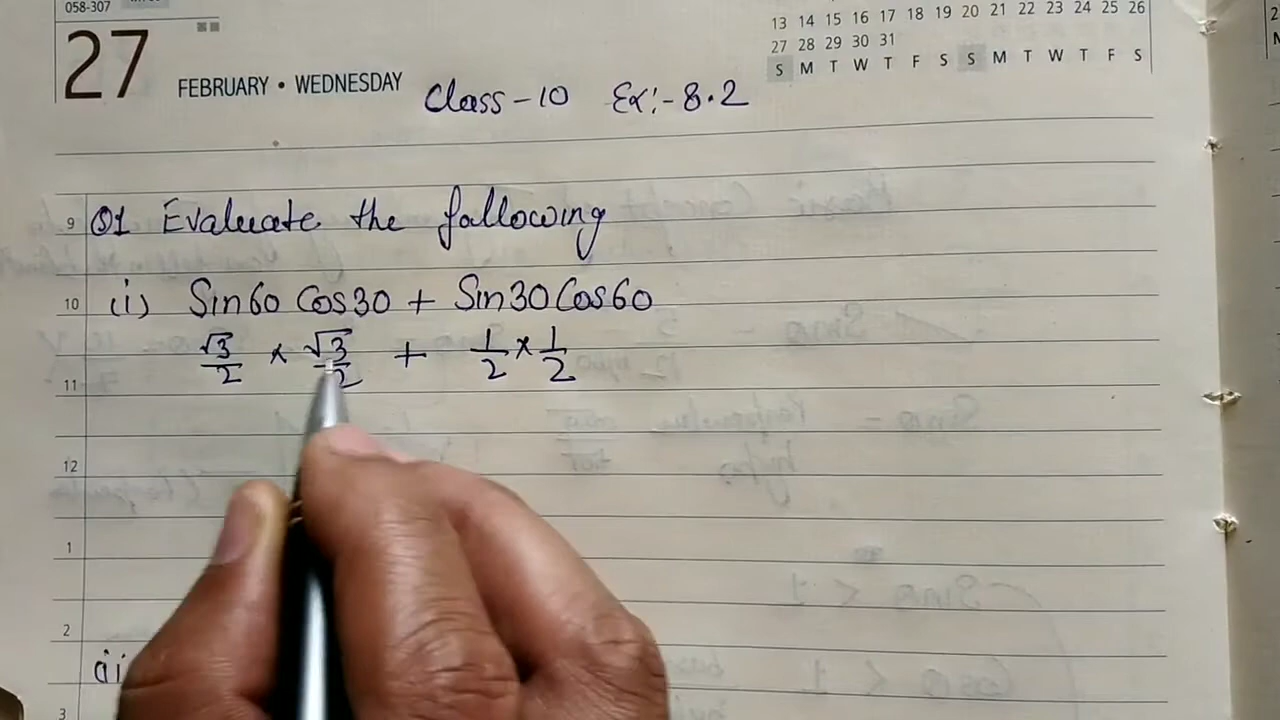 058-307
13 14 15 16 17 18 19 20 21 22 23 24 25 26
27 28 29 30 31
S M T W T F S S M T W T F S
27 FEBRUARY • WEDNESDAY Class - 10 Ex:- 8.2
9 Q1 Evaluate the fallowing
10 (i) Sin60 Cos30 + Sin30 Cos60
√3/2 × √3/2 + 1/2 × 1/2
11
12
1
2
3